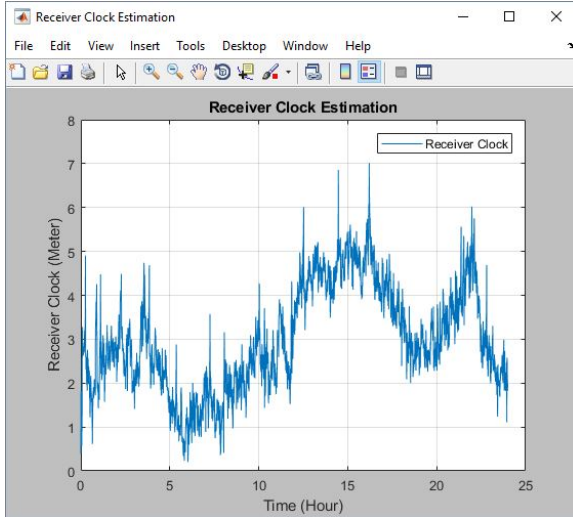 Receiver Clock Estimation
File Edit View Insert Tools Desktop Window Help
Receiver Clock Estimation
Receiver Clock
8
7
6
5
4
3
2
1
0
Receiver Clock (Meter)
0 5 10 15 20 25
Time (Hour)